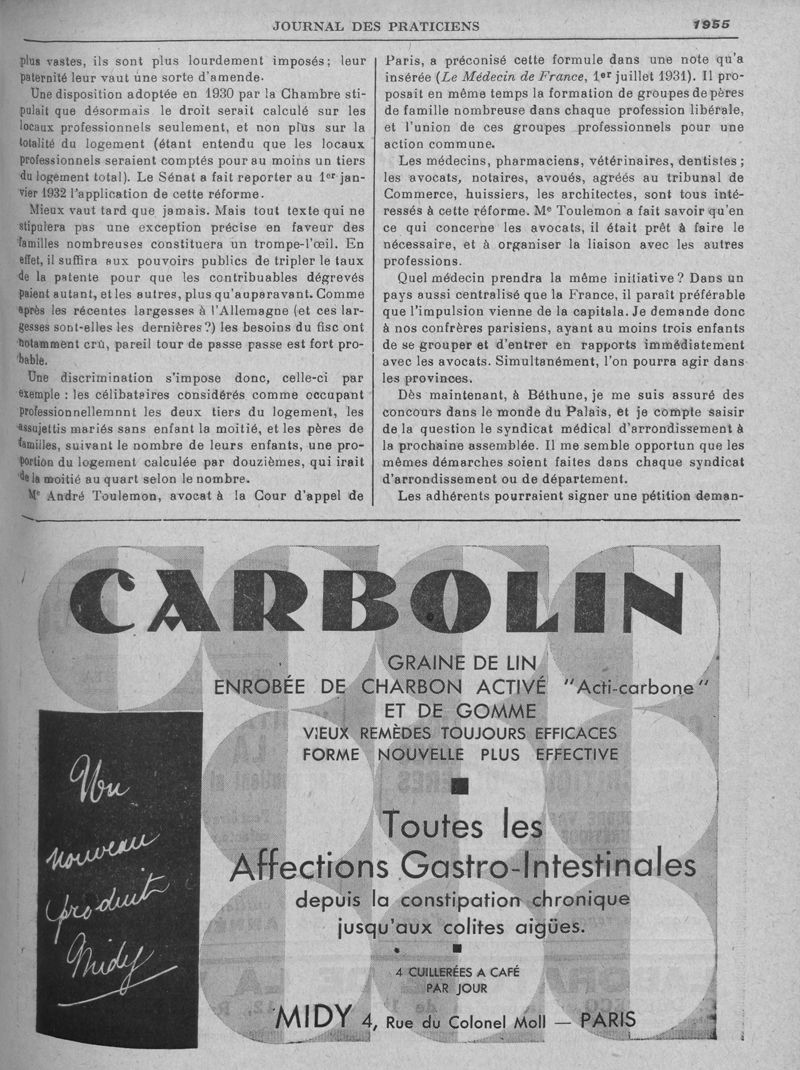 JOURNAL DES PRATICIENS
1955
plus vastes, ils sont plus lourdement imposés; leur
paternité leur vaut une sorte d'amende.
Une disposition adoptée en 1930 par la Chambre sti-
pulait que désormais le droit serait calculé sur les
locaux professionnels seulement, et non plus sur la
totalité du logement (étant entendu que les locaux
professionnels seraient comptés pour au moins un tiers
du logement total). Le Sénat a fait reporter au 1er jan-
vier 1932 l'application de cette réforme.
Mieux vaut tard que jamais. Mais tout texte qui ne
stipulera pas une exception précise en faveur des
familles nombreuses constituera un trompe-l'œil. En
effet, il suffira aux pouvoirs publics de tripler le taux
de la patente pour que les contribuables dégrevés
paient autant, et les autres, plus qu'auparavant. Comme
après les récentes largesses à l'Allemagne (et ces lar-
gesses sont-elles les dernières?) les besoins du fisc ont
notamment crû, pareil tour de passe passe est fort pro-
bable.
Une discrimination s'impose donc, celle-ci par
exemple : les célibataires considérés comme occupant
professionnellemnnt les deux tiers du logement, les
assujettis mariés sans enfant la moitié, et les pères de
familles, suivant le nombre de leurs enfants, une pro-
portion du logement calculée par douzièmes, qui irait
de la moitié au quart selon le nombre.
Me André Toulemon, avocat à la Cour d'appel de
Paris, a préconisé cette formule dans une note qu'a
insérée (Le Médecin de France, 1er juillet 1931). Il pro-
posait en même temps la formation de groupes de pères
de famille nombreuse dans chaque profession libérale,
et l'union de ces groupes professionnels pour une
action commune.
Les médecins, pharmaciens, vétérinaires, dentistes;
les avocats, notaires, avoués, agréés au tribunal de
Commerce, huissiers, les architectes, sont tous inté-
ressés à cette réforme. Me Toulemon a fait savoir qu'en
ce qui concerne les avocats, il était prêt à faire le
nécessaire, et à organiser la liaison avec les autres
professions.
Quel médecin prendra la même initiative? Dans un
pays aussi centralisé que la France, il paraît préférable
que l'impulsion vienne de la capitala. Je demande donc
à nos confrères parisiens, ayant au moins trois enfants
de se grouper et d'entrer en rapports immédiatement
avec les avocats. Simultanément, l'on pourra agir dans
les provinces.
Dès maintenant, à Béthune, je me suis assuré des
concours dans le monde du Palais, et je compte saisir
de la question le syndicat médical d'arrondissement à
la prochaine assemblée. Il me semble opportun que les
mêmes démarches soient faites dans chaque syndicat
d'arrondissement ou de département.
Les adhérents pourraient signer une pétition deman-
CARBOLIN
GRAINE DE LIN
ENROBÉE DE CHARBON ACTIVÉ "Acti-carbone"
ET DE GOMME
VIEUX REMÈDES TOUJOURS EFFICACES
FORME NOUVELLE PLUS EFFECTIVE
Un
nouveau
produit
Midy
Toutes les
Affections Gastro-Intestinales
depuis la constipation chronique
jusqu'aux colites aigües.
4 CUILLERÉES A CAFÉ
PAR JOUR
MIDY 4, Rue du Colonel Moll — PARIS